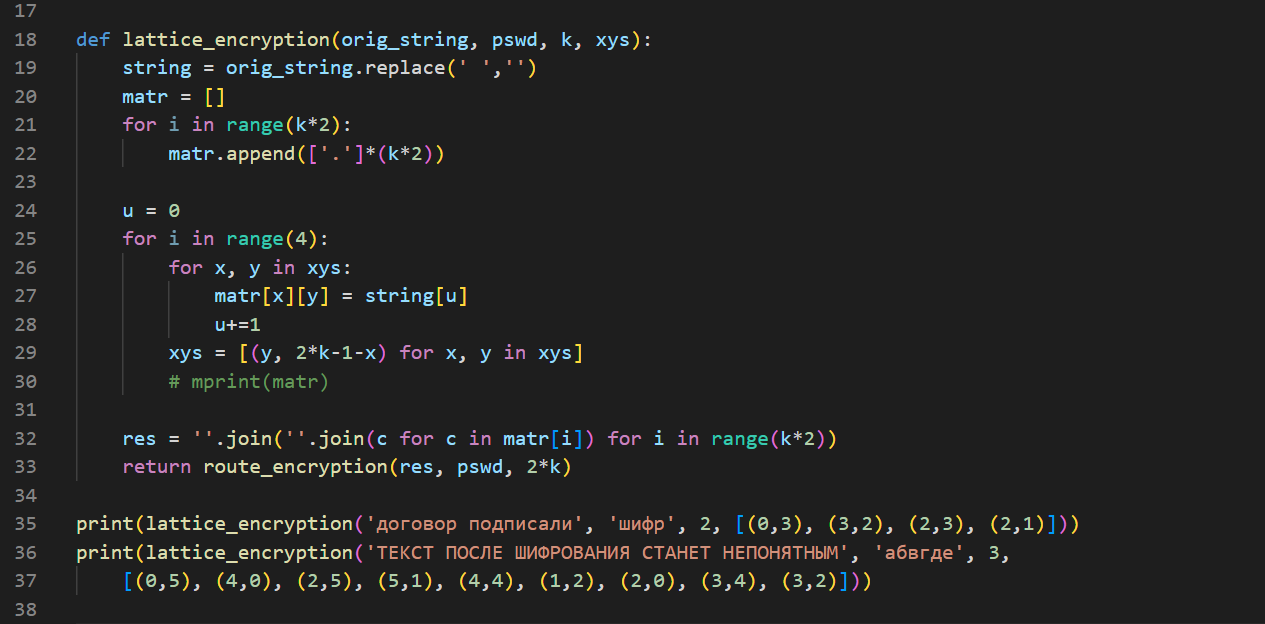 17
18 def lattice_encryption(orig_string, pswd, k, xys):
19     string = orig_string.replace(' ','')
20     matr = []
21     for i in range(k*2):
22         matr.append(['.']*(k*2))
23
24     u = 0
25     for i in range(4):
26         for x, y in xys:
27             matr[x][y] = string[u]
28             u+=1
29         xys = [(y, 2*k-1-x) for x, y in xys]
30         # mprint(matr)
31
32     res = ''.join(''.join(c for c in matr[i]) for i in range(k*2))
33     return route_encryption(res, pswd, 2*k)
34
35 print(lattice_encryption('договор подписали', 'шифр', 2, [(0,3), (3,2), (2,3), (2,1)]))
36 print(lattice_encryption('ТЕКСТ ПОСЛЕ ШИФРОВАНИЯ СТАНЕТ НЕПОНЯТНЫМ', 'абвгде', 3,
37     [(0,5), (4,0), (2,5), (5,1), (4,4), (1,2), (2,0), (3,4), (3,2)]))
38